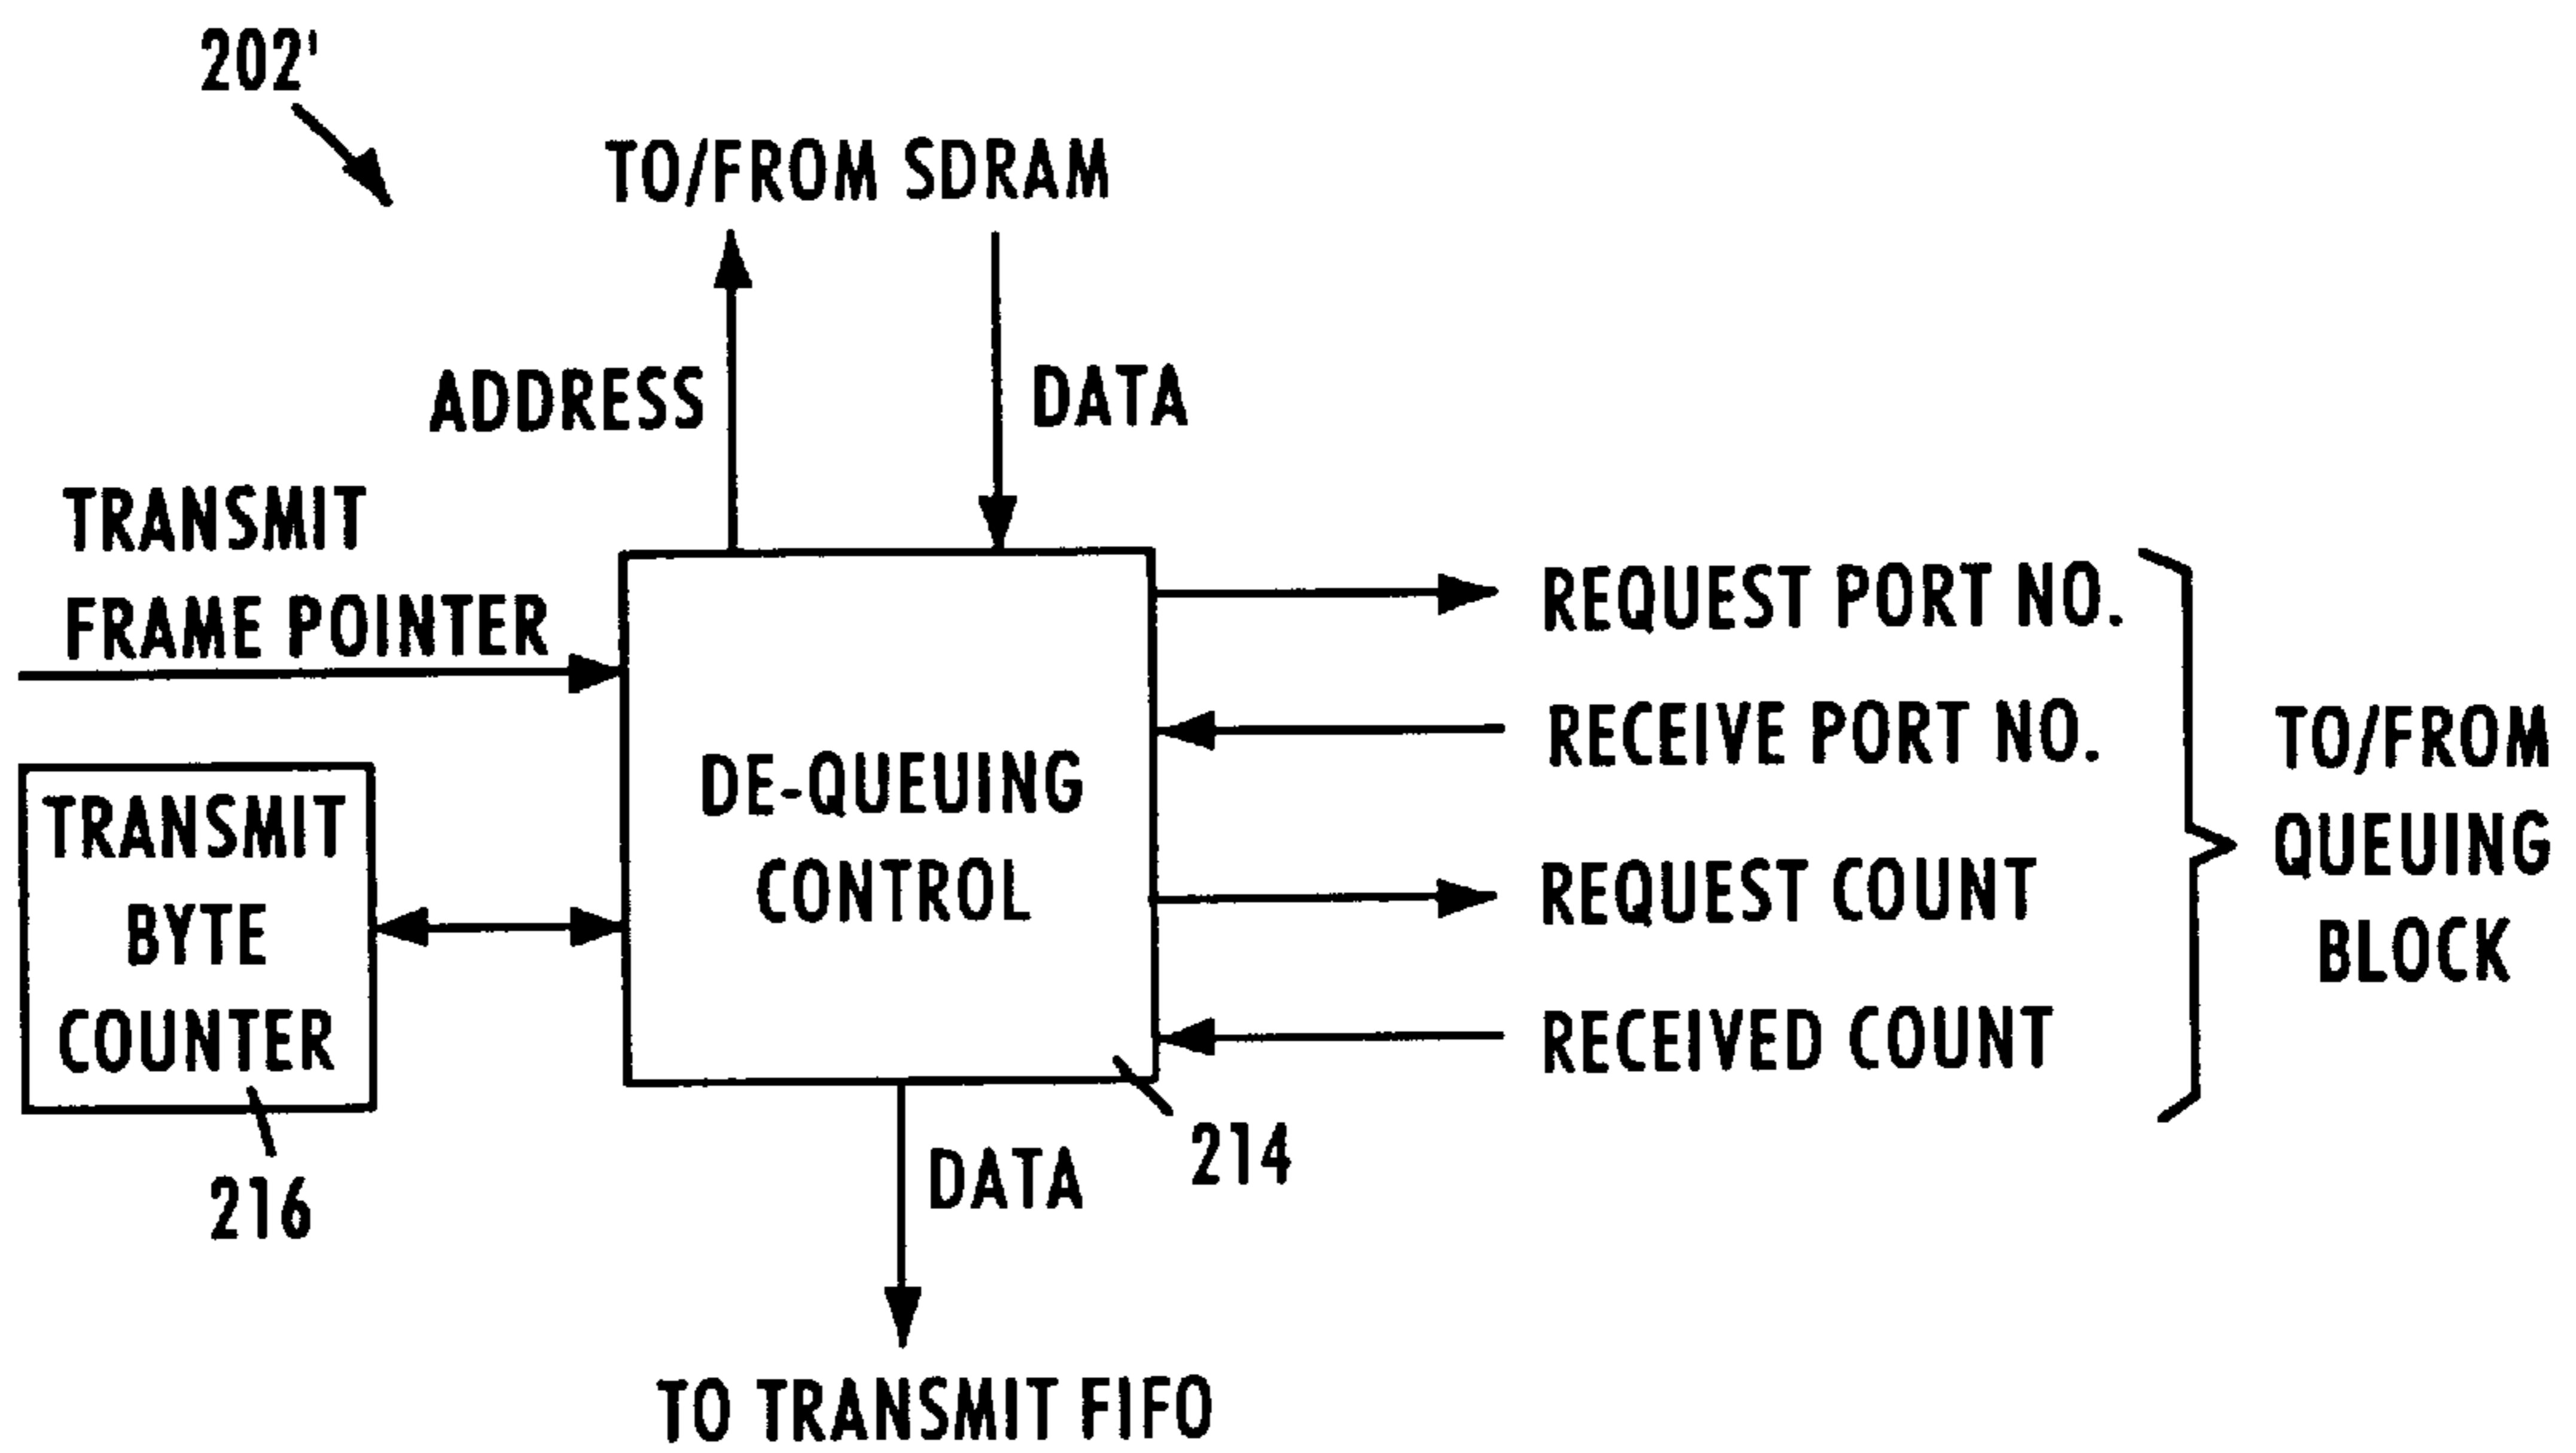 202'
TO/FROM SDRAM
ADDRESS
DATA
TRANSMIT
FRAME POINTER
TRANSMIT
BYTE
COUNTER
216
DE-QUEUING
CONTROL
214
REQUEST PORT NO.
RECEIVE PORT NO.
REQUEST COUNT
RECEIVED COUNT
TO/FROM
QUEUING
BLOCK
DATA
TO TRANSMIT FIFO